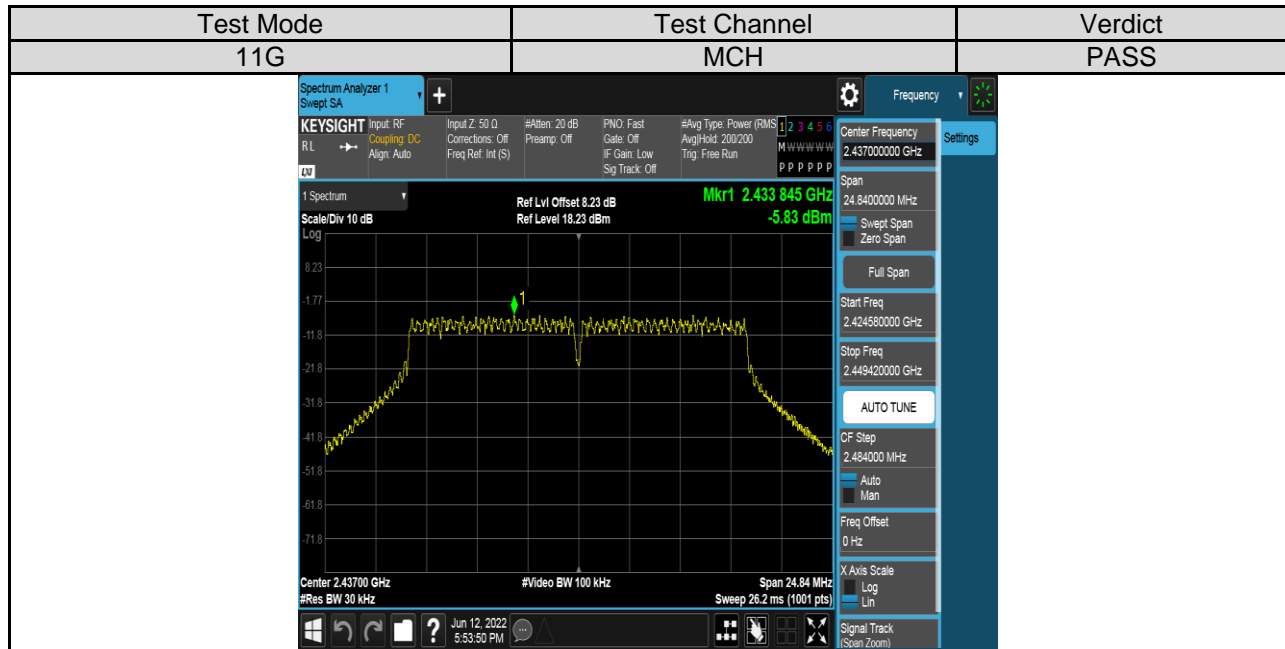 Test Mode Test Channel Verdict
11G MCH PASS
Spectrum Analyzer 1
Swept SA
+
Frequency
KEYSIGHT
RL
LXI
Input: RF
Coupling: DC
Align: Auto
Input Z: 50 Ω
Corrections: Off
Freq Ref: Int (S)
#Atten: 20 dB
Preamp: Off
PNO: Fast
Gate: Off
IF Gain: Low
Sig Track: Off
#Avg Type: Power (RMS
Avg|Hold: 200/200
Trig: Free Run
1 2 3 4 5 6
M W W W W W
P P P P P P
1 Spectrum
Scale/Div 10 dB
Log
Ref Lvl Offset 8.23 dB
Ref Level 18.23 dBm
Mkr1 2.433 845 GHz
-5.83 dBm
8.23
-1.77
-11.8
-21.8
-31.8
-41.8
-51.8
-61.8
-71.8
1
Center 2.43700 GHz
#Res BW 30 kHz
#Video BW 100 kHz
Span 24.84 MHz
Sweep 26.2 ms (1001 pts)
?
Jun 12, 2022
5:53:50 PM
Center Frequency
2.437000000 GHz
Settings
Span
24.8400000 MHz
Swept Span
Zero Span
Full Span
Start Freq
2.424580000 GHz
Stop Freq
2.449420000 GHz
AUTO TUNE
CF Step
2.484000 MHz
Auto
Man
Freq Offset
0 Hz
X Axis Scale
Log
Lin
Signal Track
(Span Zoom)